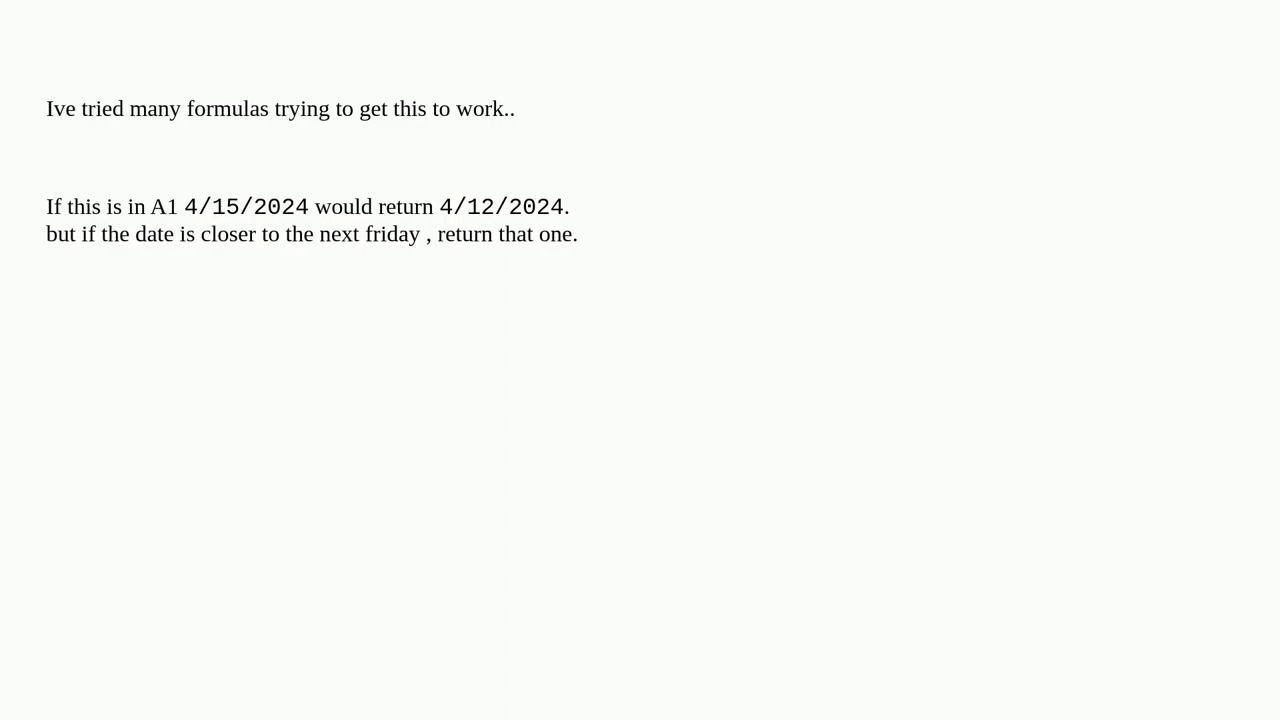 Ive tried many formulas trying to get this to work..
If this is in A1 4/15/2024 would return 4/12/2024.
but if the date is closer to the next friday , return that one.